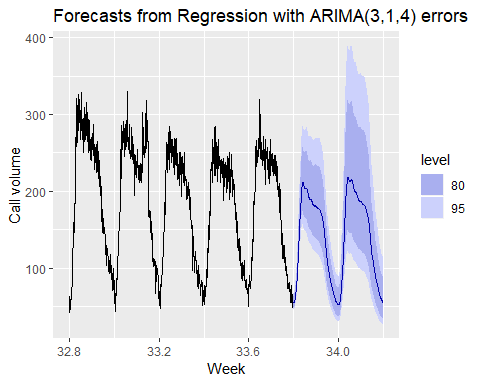 Forecasts from Regression with ARIMA(3,1,4) errors
400
300
200
100
Call volume
32.8
33.2
33.6
34.0
Week
level
80
95